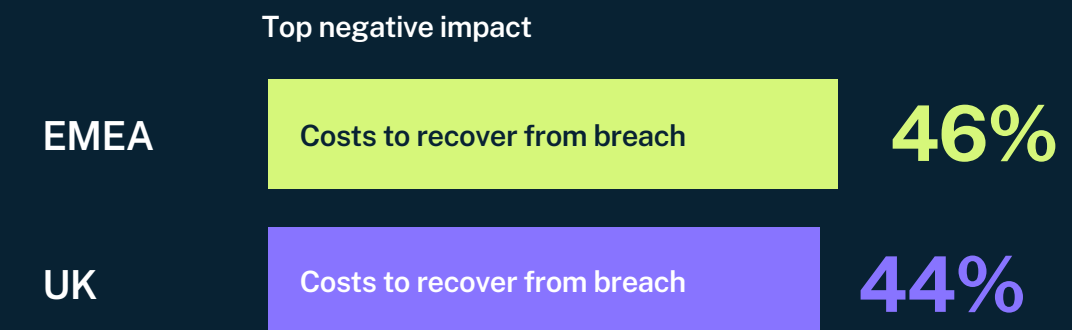 Top negative impact
EMEA
Costs to recover from breach
46%
UK
Costs to recover from breach
44%